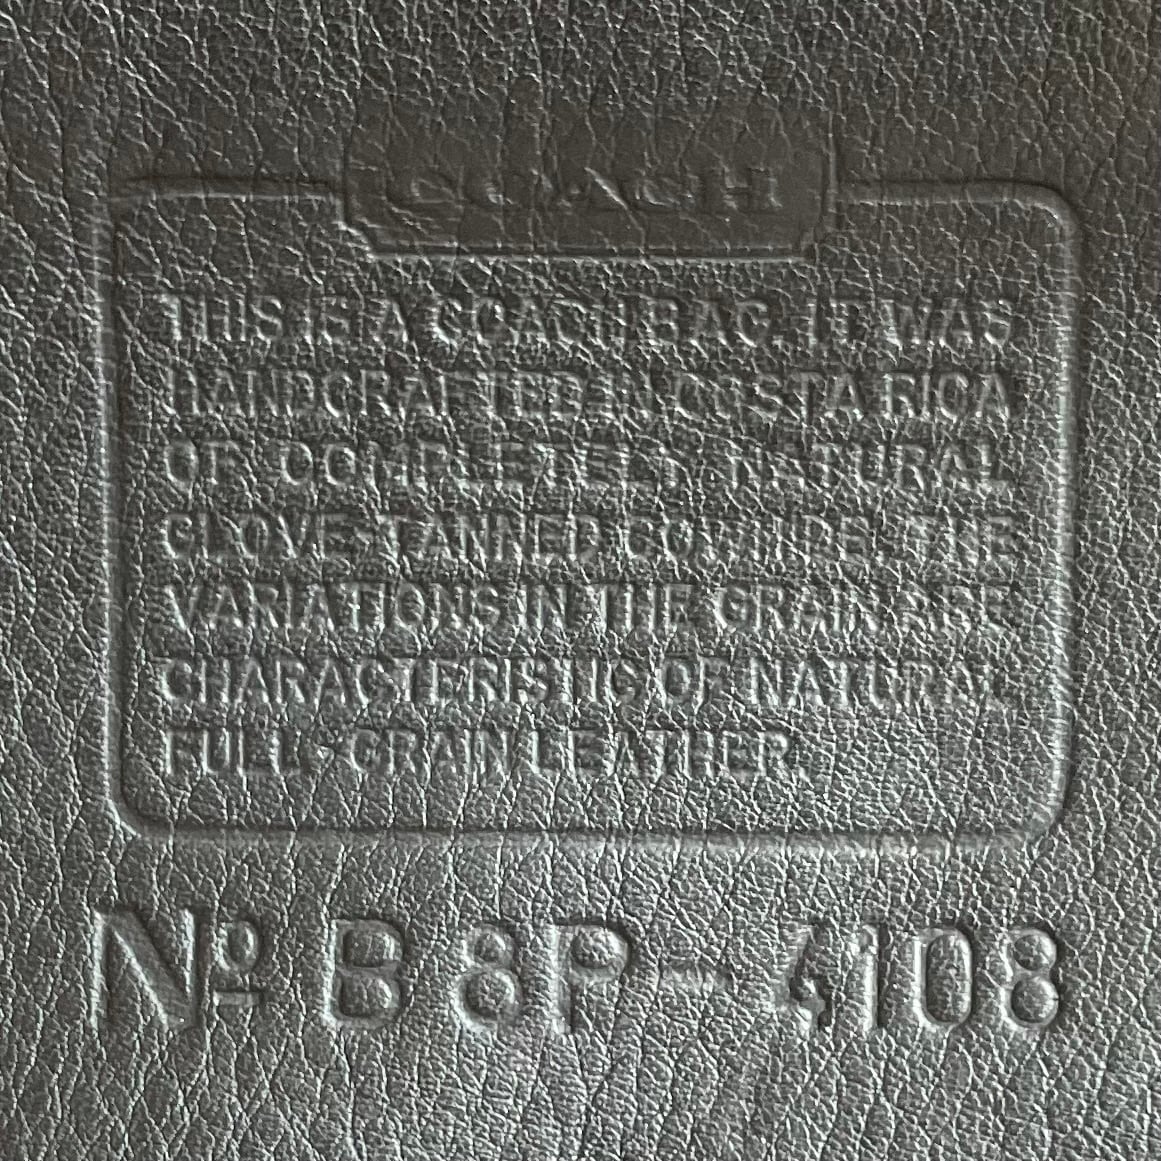 COACH
THIS IS A COACH BAG. IT WAS
HANDCRAFTED IN COSTA RICA
OF COMPLETELY NATURAL
GLOVE-TANNED COWHIDE. THE
VARIATIONS IN THE GRAIN ARE
CHARACTERISTIC OF NATURAL
FULL-GRAIN LEATHER.
Nº B8P-4108